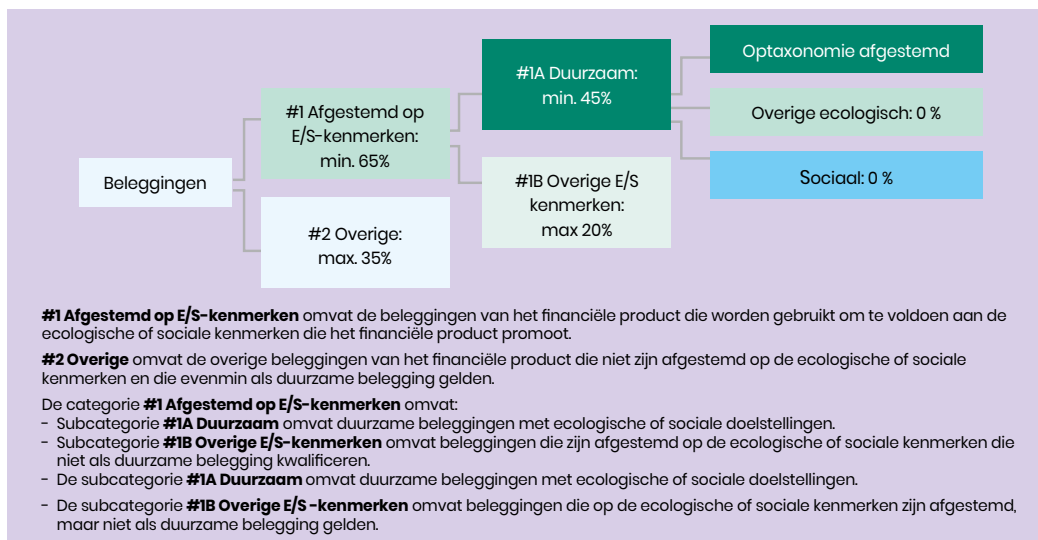 Beleggingen
#1 Afgestemd op
E/S-kenmerken:
min. 65%
#2 Overige:
max. 35%
#1A Duurzaam:
min. 45%
#1B Overige E/S
kenmerken:
max 20%
Optaxonomie afgestemd
Overige ecologisch: 0 %
Sociaal: 0 %
#1 Afgestemd op E/S-kenmerken omvat de beleggingen van het financiële product die worden gebruikt om te voldoen aan de
ecologische of sociale kenmerken die het financiële product promoot.
#2 Overige omvat de overige beleggingen van het financiële product die niet zijn afgestemd op de ecologische of sociale
kenmerken en die evenmin als duurzame belegging gelden.
De categorie #1 Afgestemd op E/S-kenmerken omvat:
- Subcategorie #1A Duurzaam omvat duurzame beleggingen met ecologische of sociale doelstellingen.
- Subcategorie #1B Overige E/S-kenmerken omvat beleggingen die zijn afgestemd op de ecologische of sociale kenmerken die
niet als duurzame belegging kwalificeren.
- De subcategorie #1A Duurzaam omvat duurzame beleggingen met ecologische of sociale doelstellingen.
- De subcategorie #1B Overige E/S -kenmerken omvat beleggingen die op de ecologische of sociale kenmerken zijn afgestemd,
maar niet als duurzame belegging gelden.